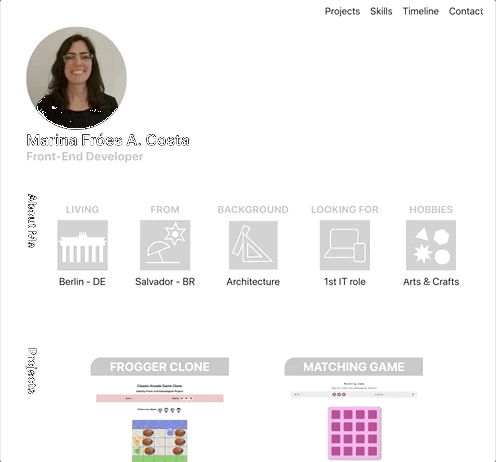 Projects Skills Timeline Contact
Marina Fróes A. Costa
Front-End Developer
About Me
LIVING FROM BACKGROUND LOOKING FOR HOBBIES
Berlin - DE Salvador - BR Architecture 1st IT role Arts & Crafts
Projects
FROGGER CLONE MATCHING GAME
Classic Arcade Game Clone
Matching Game